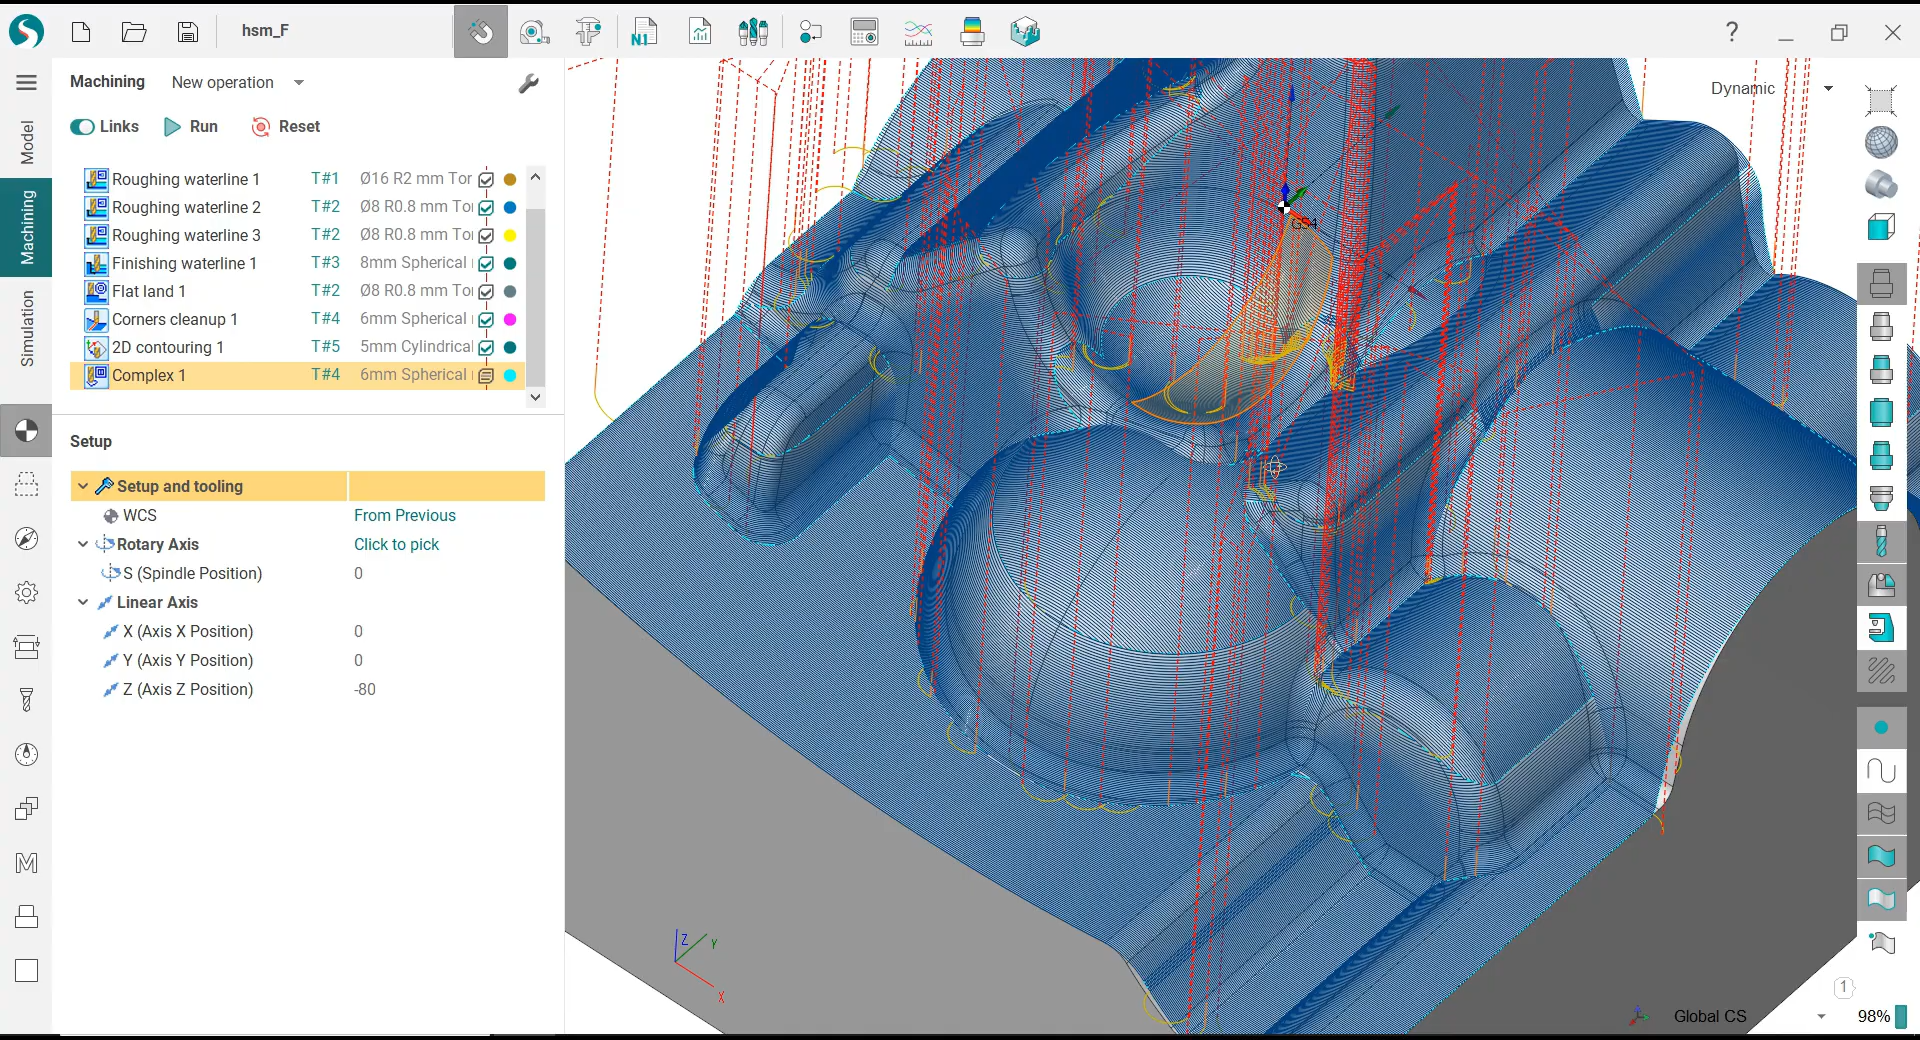 hsm_F
N1
?
Machining New operation
Links Run Reset
Model
Machining
Simulation
Roughing waterline 1 T#1 Ø16 R2 mm Tor
Roughing waterline 2 T#2 Ø8 R0.8 mm To
Roughing waterline 3 T#2 Ø8 R0.8 mm To
Finishing waterline 1 T#3 8mm Spherical
Flat land 1 T#2 Ø8 R0.8 mm To
Corners cleanup 1 T#4 6mm Spherical
2D contouring 1 T#5 5mm Cylindrical
Complex 1 T#4 6mm Spherical
Setup
Setup and tooling
WCS From Previous
Rotary Axis Click to pick
S (Spindle Position) 0
Linear Axis
X (Axis X Position) 0
Y (Axis Y Position) 0
Z (Axis Z Position) -80
M
Dynamic
G54
Z
Y
X
1
Global CS 98%